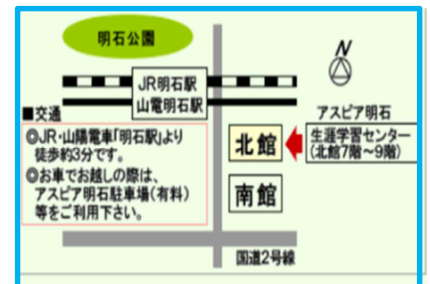 明石公園
N
JR明石駅
山電明石駅
■交通
◎JR・山陽電車「明石駅」より
徒歩約3分です。
◎お車でお越しの際は、
アスピア明石駐車場(有料)
等をご利用下さい。
アスピア明石
生涯学習センター
(北館7階~9階)
北館
南館
国道2号線